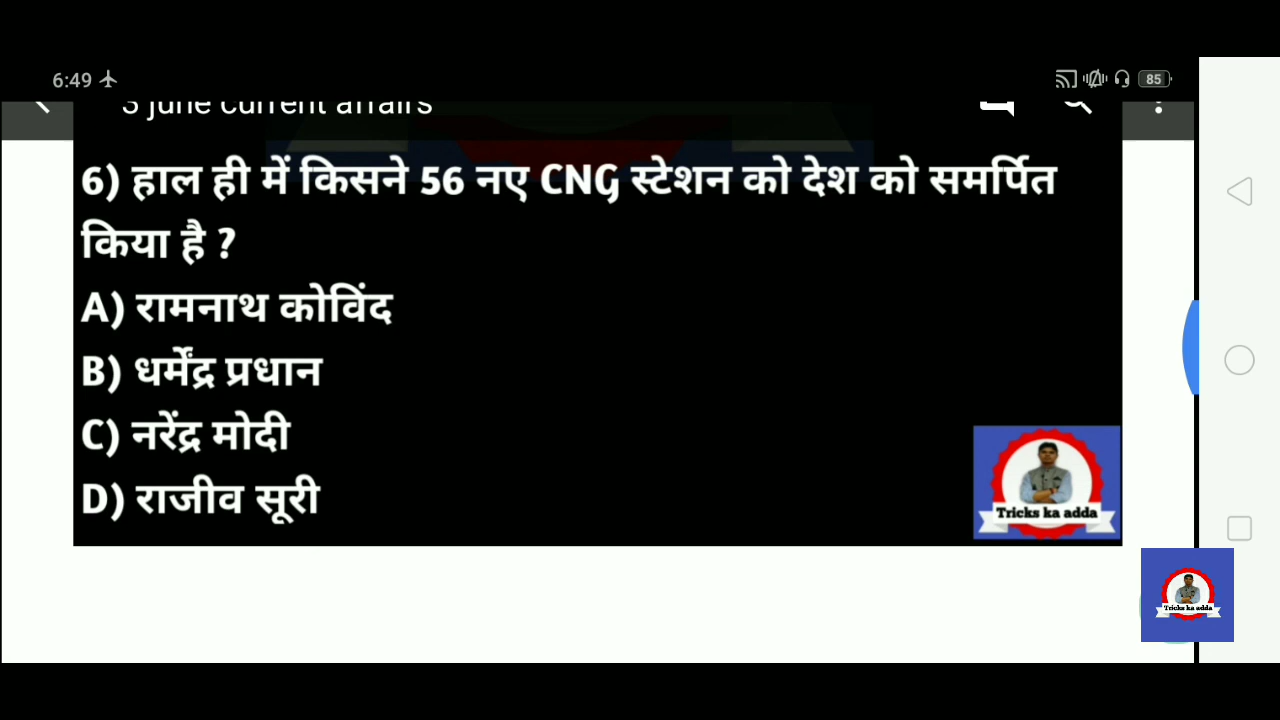 6:49
85
3 june current affairs
6) हाल ही में किसने 56 नए CNG स्टेशन को देश को समर्पित
किया है ?
A) रामनाथ कोविंद
B) धर्मेंद्र प्रधान
C) नरेंद्र मोदी
D) राजीव सूरी
Tricks ka adda
Tricks ka adda